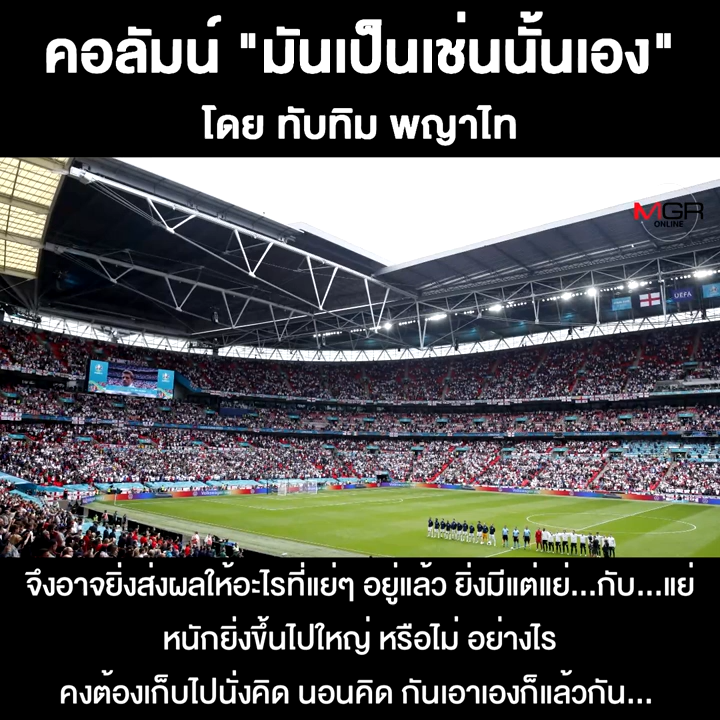 คอลัมน์ "มันเป็นเช่นนั้นเอง"
โดย ทับทิม พญาไท
MGR
ONLINE
UEFA
จึงอาจยิ่งส่งผลให้อะไรที่แย่ๆ อยู่แล้ว ยิ่งมีแต่แย่...กับ...แย่
หนักยิ่งขึ้นไปใหญ่ หรือไม่ อย่างไร
คงต้องเก็บไปนั่งคิด นอนคิด กันเอาเองก็แล้วกัน...